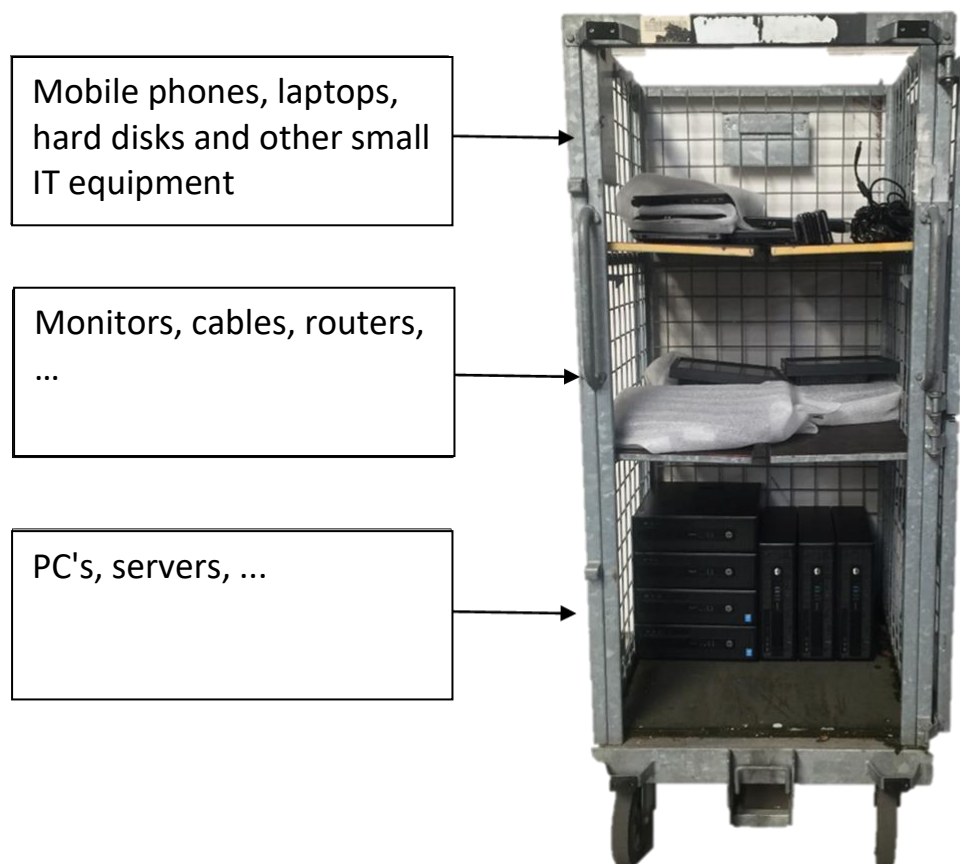 Mobile phones, laptops,
hard disks and other small
IT equipment
Monitors, cables, routers,
...
PC's, servers, ...